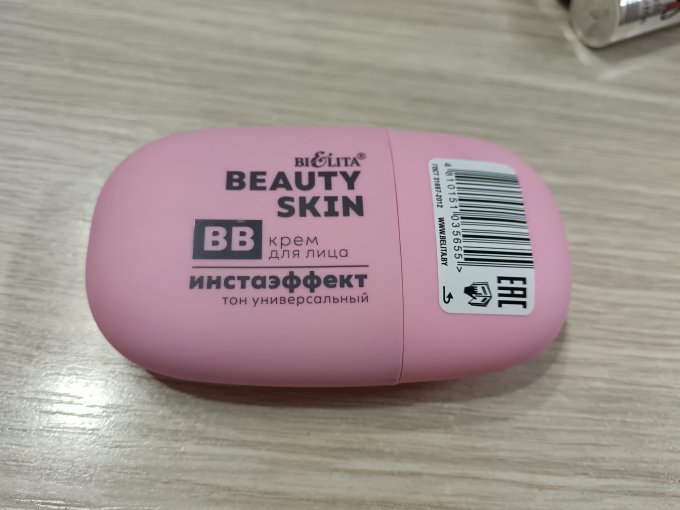 BIELITA®
BEAUTY
SKIN
BB
крем
для лица
инстаэффект
тон универсальный
4 810151 035655 >
ГОСТ 31697-2012
WWW.BELITA.BY
EAC